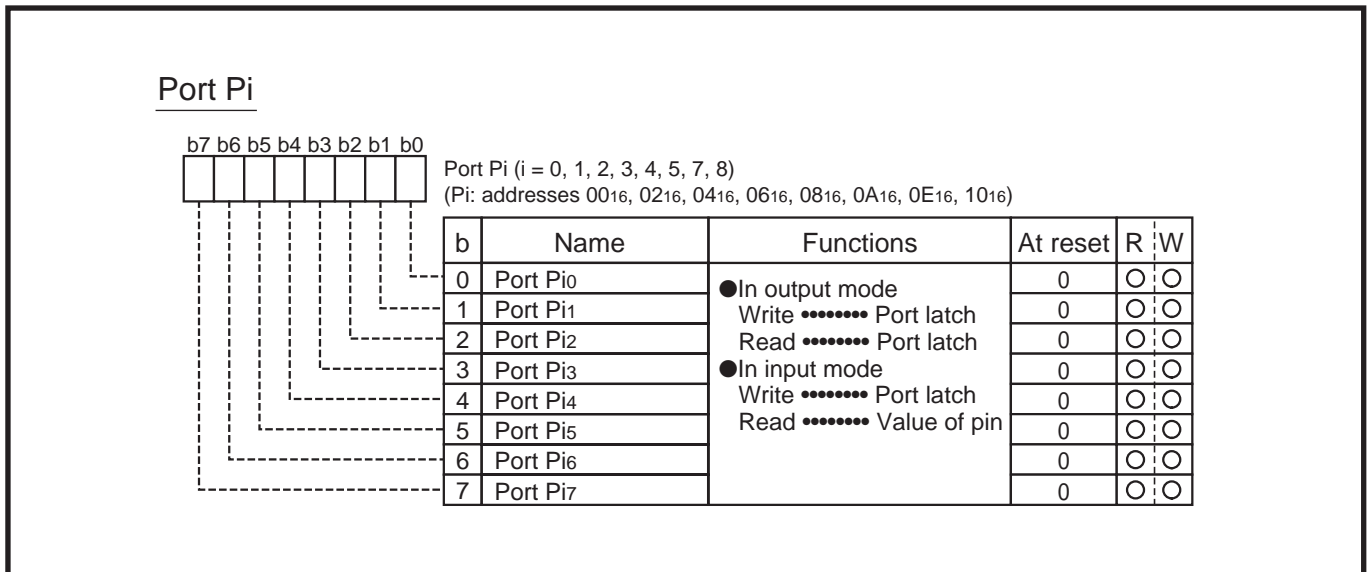 Port Pi
b7 b6 b5 b4 b3 b2 b1 b0
Port Pi (i = 0, 1, 2, 3, 4, 5, 7, 8)
(Pi: addresses 0016, 0216, 0416, 0616, 0816, 0A16, 0E16, 1016)
b Name Functions At reset R W
0 Port Pi0 0 ○ ○
1 Port Pi1 0 ○ ○
2 Port Pi2 0 ○ ○
3 Port Pi3 0 ○ ○
4 Port Pi4 0 ○ ○
5 Port Pi5 0 ○ ○
6 Port Pi6 0 ○ ○
7 Port Pi7 0 ○ ○
●In output mode
Write •••••••• Port latch
Read •••••••• Port latch
●In input mode
Write •••••••• Port latch
Read •••••••• Value of pin